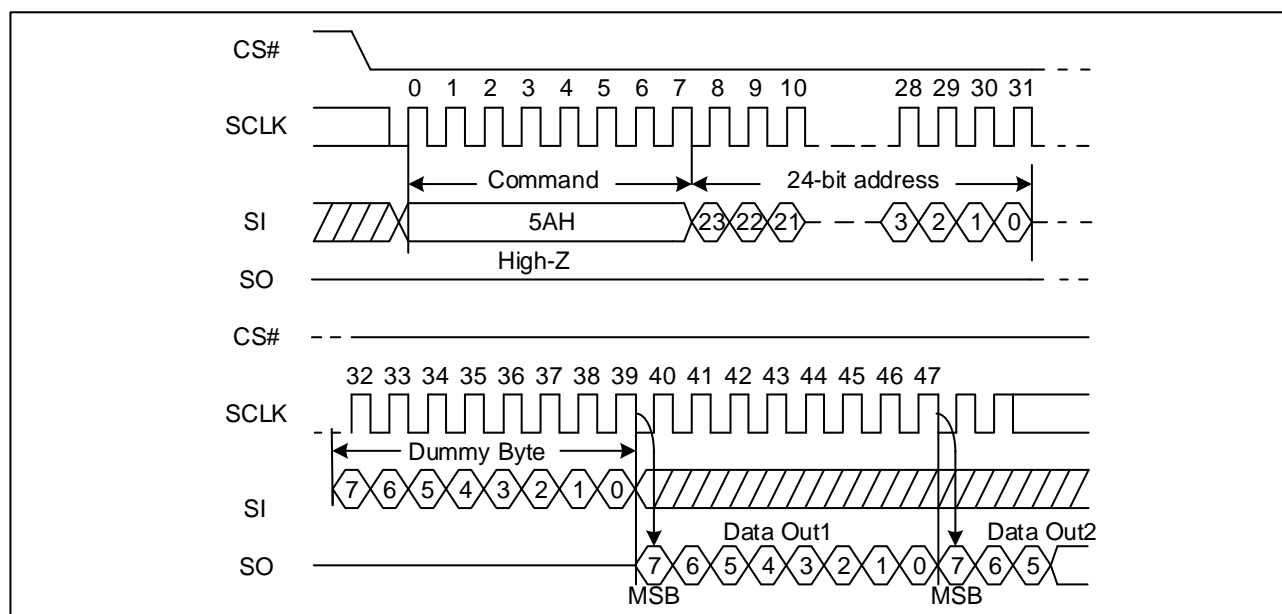 CS#
0 1 2 3 4 5 6 7 8 9 10 28 29 30 31
SCLK
Command 24-bit address
SI 5AH 23 22 21 3 2 1 0
High-Z
SO
CS#
32 33 34 35 36 37 38 39 40 41 42 43 44 45 46 47
SCLK
Dummy Byte
SI 7 6 5 4 3 2 1 0
Data Out1 Data Out2
SO 7 6 5 4 3 2 1 0 7 6 5
MSB MSB